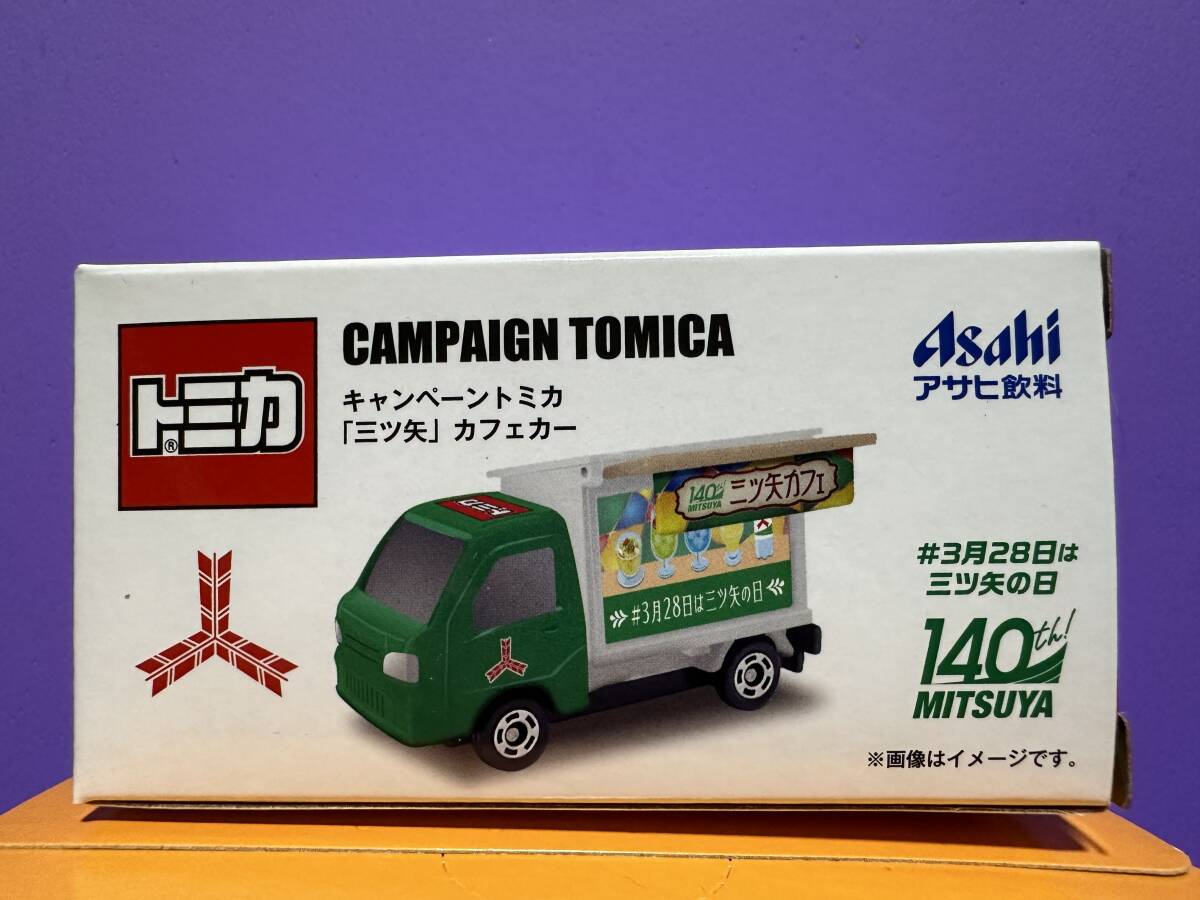 トミカ®
CAMPAIGN TOMICA
キャンペーントミカ
「三ツ矢」カフェカー
Asahi
アサヒ飲料
トミカ
140th!
MITSUYA
三ツ矢カフェ
#3月28日は三ツ矢の日
#3月28日は
三ツ矢の日
140th!
MITSUYA
※画像はイメージです。